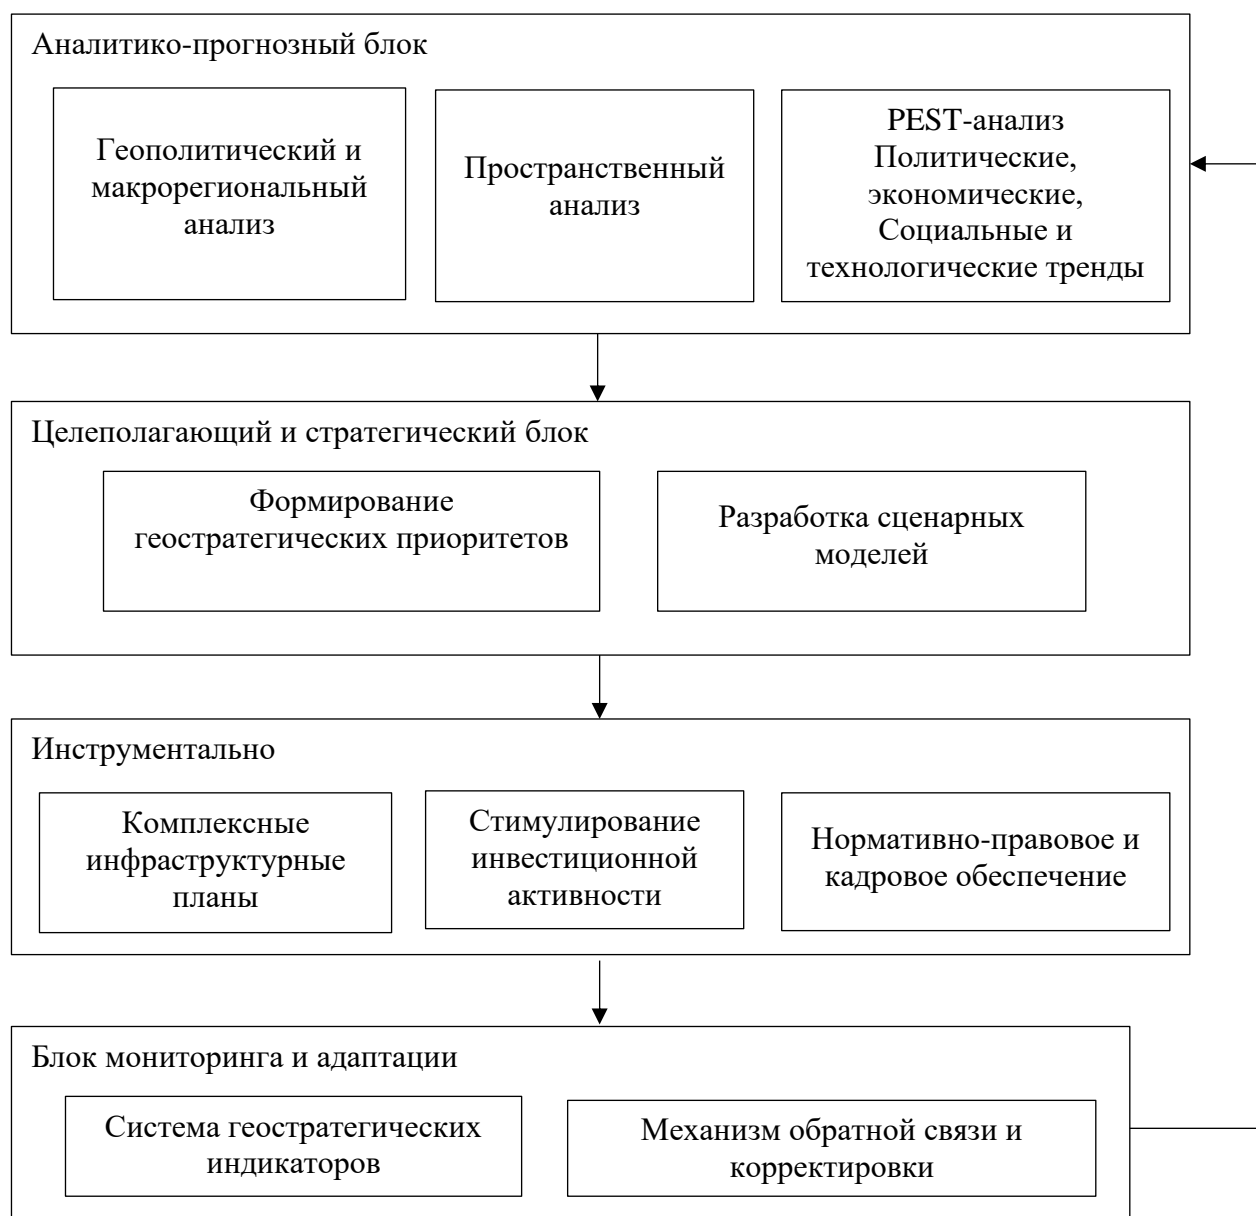 Аналитико-прогнозный блок
Геополитический и
макрорегиональный
анализ
Пространственный
анализ
PEST-анализ
Политические,
экономические,
Социальные и
технологические тренды
Целеполагающий и стратегический блок
Формирование
геостратегических приоритетов
Разработка сценарных
моделей
Инструментально
Комплексные
инфраструктурные
планы
Стимулирование
инвестиционной
активности
Нормативно-правовое и
кадровое обеспечение
Блок мониторинга и адаптации
Система геостратегических
индикаторов
Механизм обратной связи и
корректировки